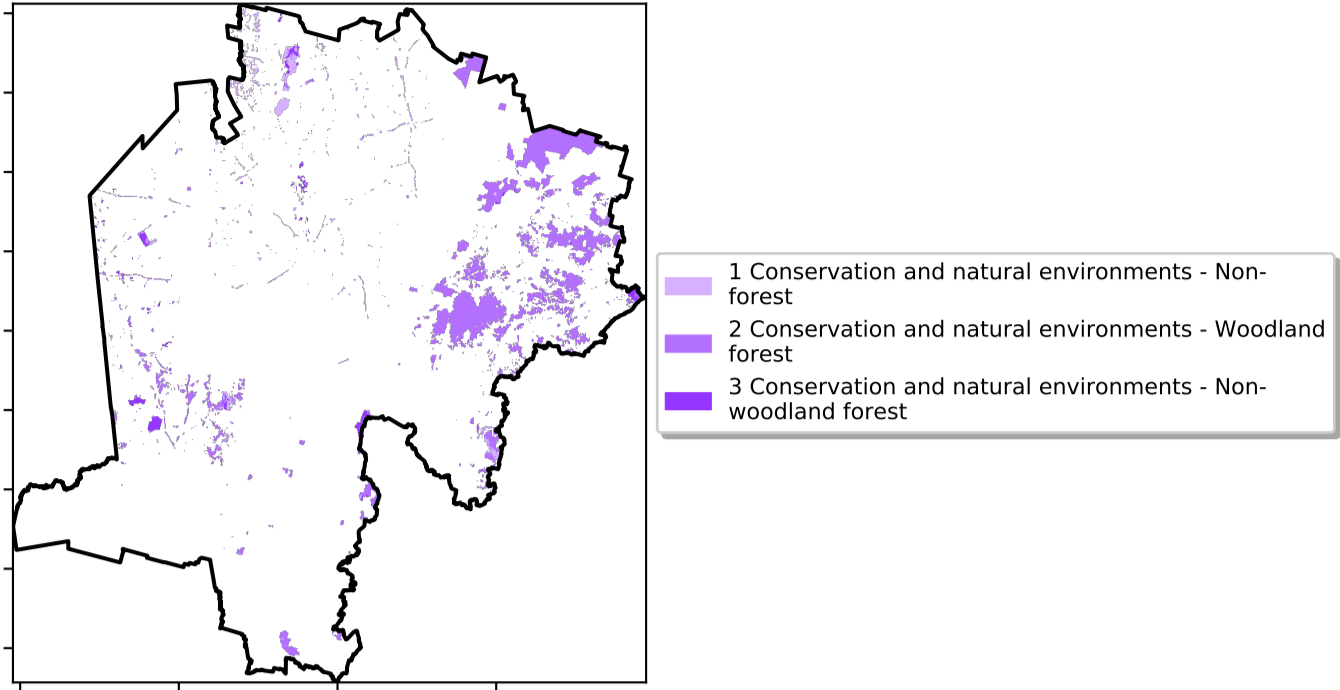 1 Conservation and natural environments - Non-
forest
2 Conservation and natural environments - Woodland
forest
3 Conservation and natural environments - Non-
woodland forest